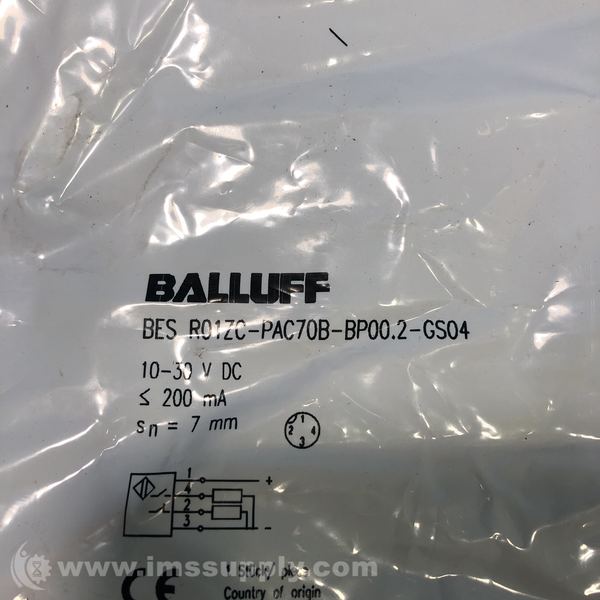 BALLUFF
BES R01ZC-PAC70B-BP00.2-GS04
10-30 V DC
≤ 200 mA
sn = 7 mm
1
2 4
3
1 +
4
2
3 -
www.imssupply.com
CE
Country of origin